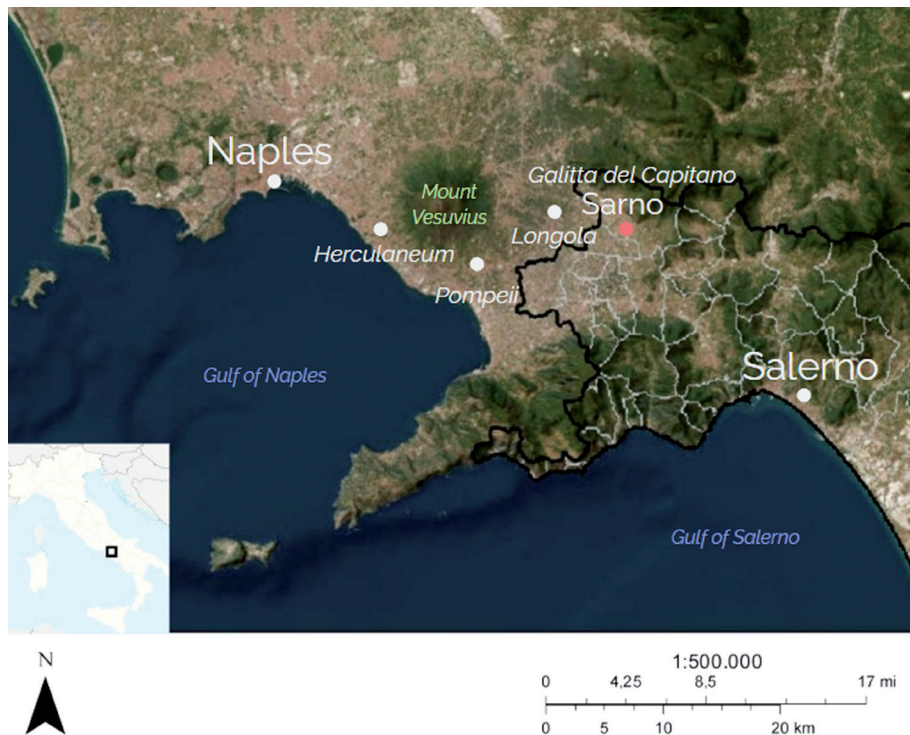 Naples
Mount
Vesuvius
Galitta del Capitano
Sarno
Longola
Herculaneum
Pompeii
Gulf of Naples
Salerno
Gulf of Salerno
N
1:500.000
0 4,25 8,5 17 mi
0 5 10 20 km